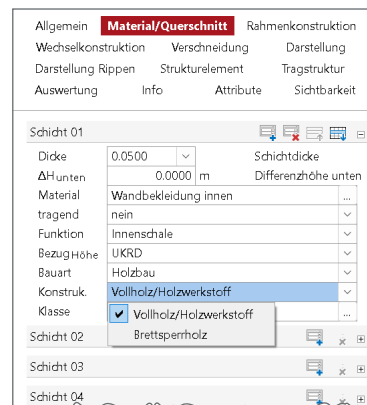 Allgemein Material/Querschnitt Rahmenkonstruktion
Wechselkonstruktion Verschneidung Darstellung
Darstellung Rippen Strukturelement Tragstruktur
Auswertung Info Attribute Sichtbarkeit
Schicht 01
Dicke 0.0500 Schichtdicke
ΔHunten 0.0000 m Differenzhöhe unten
Material Wandbekleidung innen ...
tragend nein
Funktion Innenschale
BezugHöhe UKRD
Bauart Holzbau
Konstruk. Vollholz/Holzwerkstoff
Klasse ...
Vollholz/Holzwerkstoff
Brettsperrholz
Schicht 02
Schicht 03
Schicht 04